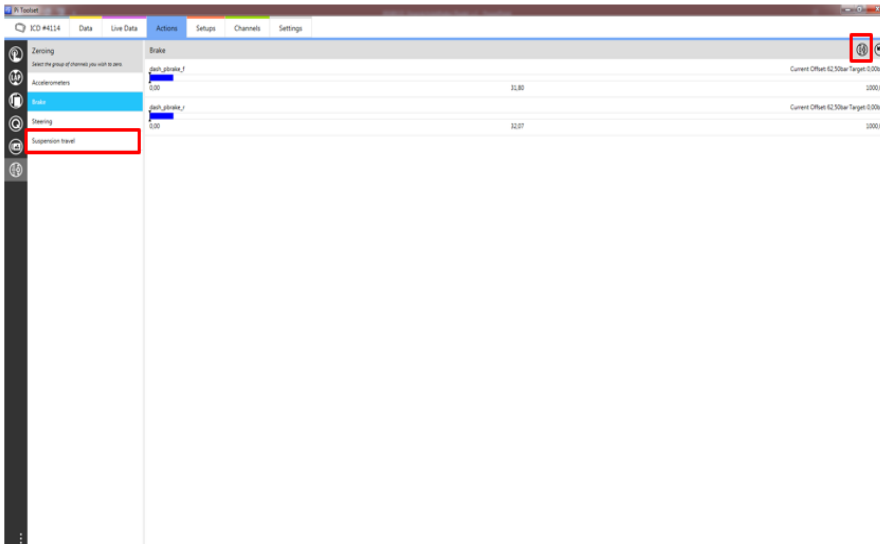 Pi Toolset
ICD #4114 Data Live Data Actions Setups Channels Settings
Zeroing
Select the group of channels you wish to zero.
Accelerometers
Brake
Steering
Suspension travel
Brake
dash_pbrake_f Current Offset:62,50bar Target:0,00b
0,00 31,80 1000,
dash_pbrake_r Current Offset:62,50bar Target:0,00b
0,00 32,07 1000,